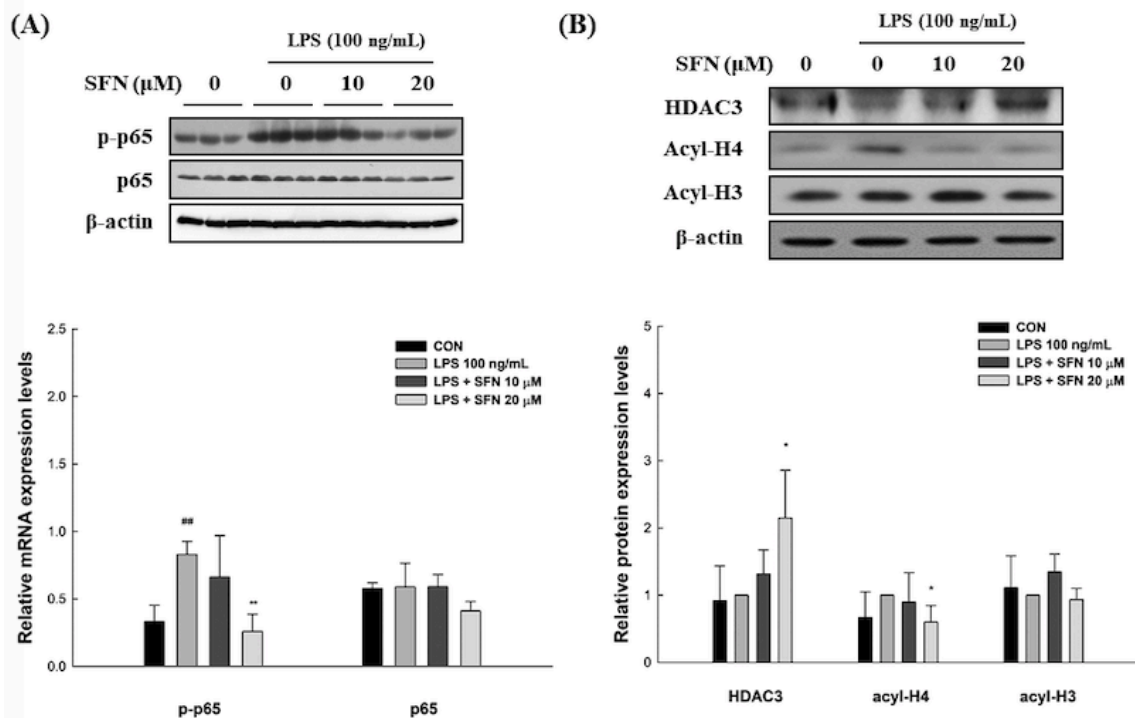 (A)
LPS (100 ng/mL)
SFN (μM) 0 0 10 20
p-p65
p65
β-actin
2.5
2.0
1.5
1.0
0.5
0.0
Relative mRNA expression levels
CON
LPS 100 ng/mL
LPS + SFN 10 μM
LPS + SFN 20 μM
##
**
p-p65 p65
(B)
LPS (100 ng/mL)
SFN (μM) 0 0 10 20
HDAC3
Acyl-H4
Acyl-H3
β-actin
5
4
3
2
1
0
Relative protein expression levels
CON
LPS 100 ng/mL
LPS + SFN 10 μM
LPS + SFN 20 μM
*
*
HDAC3 acyl-H4 acyl-H3